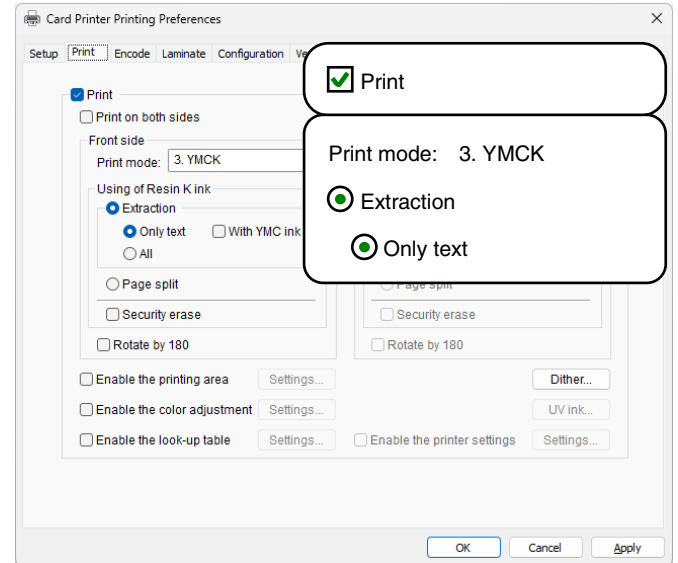 Card Printer Printing Preferences
Setup Print Encode Laminate Configuration
Print
Print on both sides
Front side
Print mode: 3. YMCK
Using of Resin K ink
Extraction
Only text With YMC ink
All
Page split
Security erase
Rotate by 180
Print
Print mode: 3. YMCK
Extraction
Only text
Page split
Security erase
Rotate by 180
Enable the printing area Settings... Dither...
Enable the color adjustment Settings... UV ink...
Enable the look-up table Settings... Enable the printer settings Settings...
OK Cancel Apply